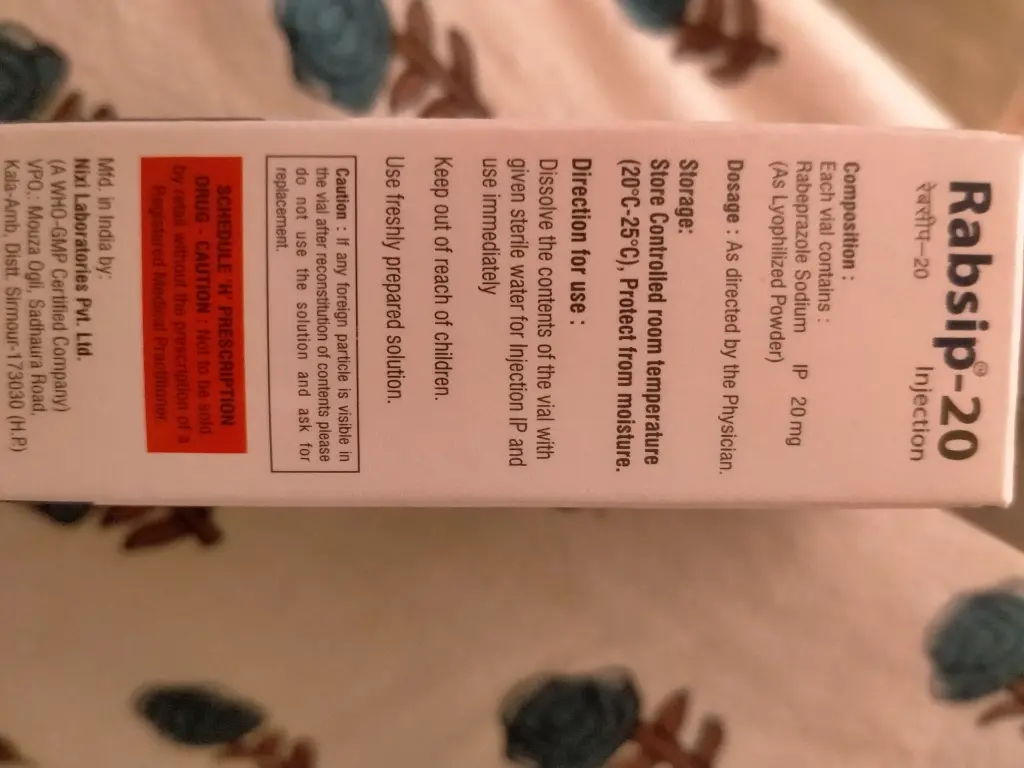 Rabsip®-20
रेबसीप-20 Injection
Composition :
Each vial contains :
Rabeprazole Sodium IP 20mg
(As Lyophilized Powder)
Dosage : As directed by the Physician.
Storage:
Store Controlled room temperature
(20°C-25°C), Protect from moisture.
Direction for use :
Dissolve the contents of the vial with
given sterile water for Injection IP and
use immediately
Keep out of reach of children.
Use freshly prepared solution.
Caution : If any foreign particle is visible in
the vial after reconstitution of contents please
do not use the solution and ask for
replacement.
SCHEDULE 'H' PRESCRIPTION
DRUG - CAUTION : Not to be sold
by retail without the prescription of a
Registered Medical Practitioner.
Mfd. in India by:
Nixi Laboratories Pvt. Ltd.
(A WHO-GMP Certified Company)
VPO.: Mouza Ogli, Sadhaura Road,
Kala-Amb, Distt. Sirmour-173030 (H.P.)